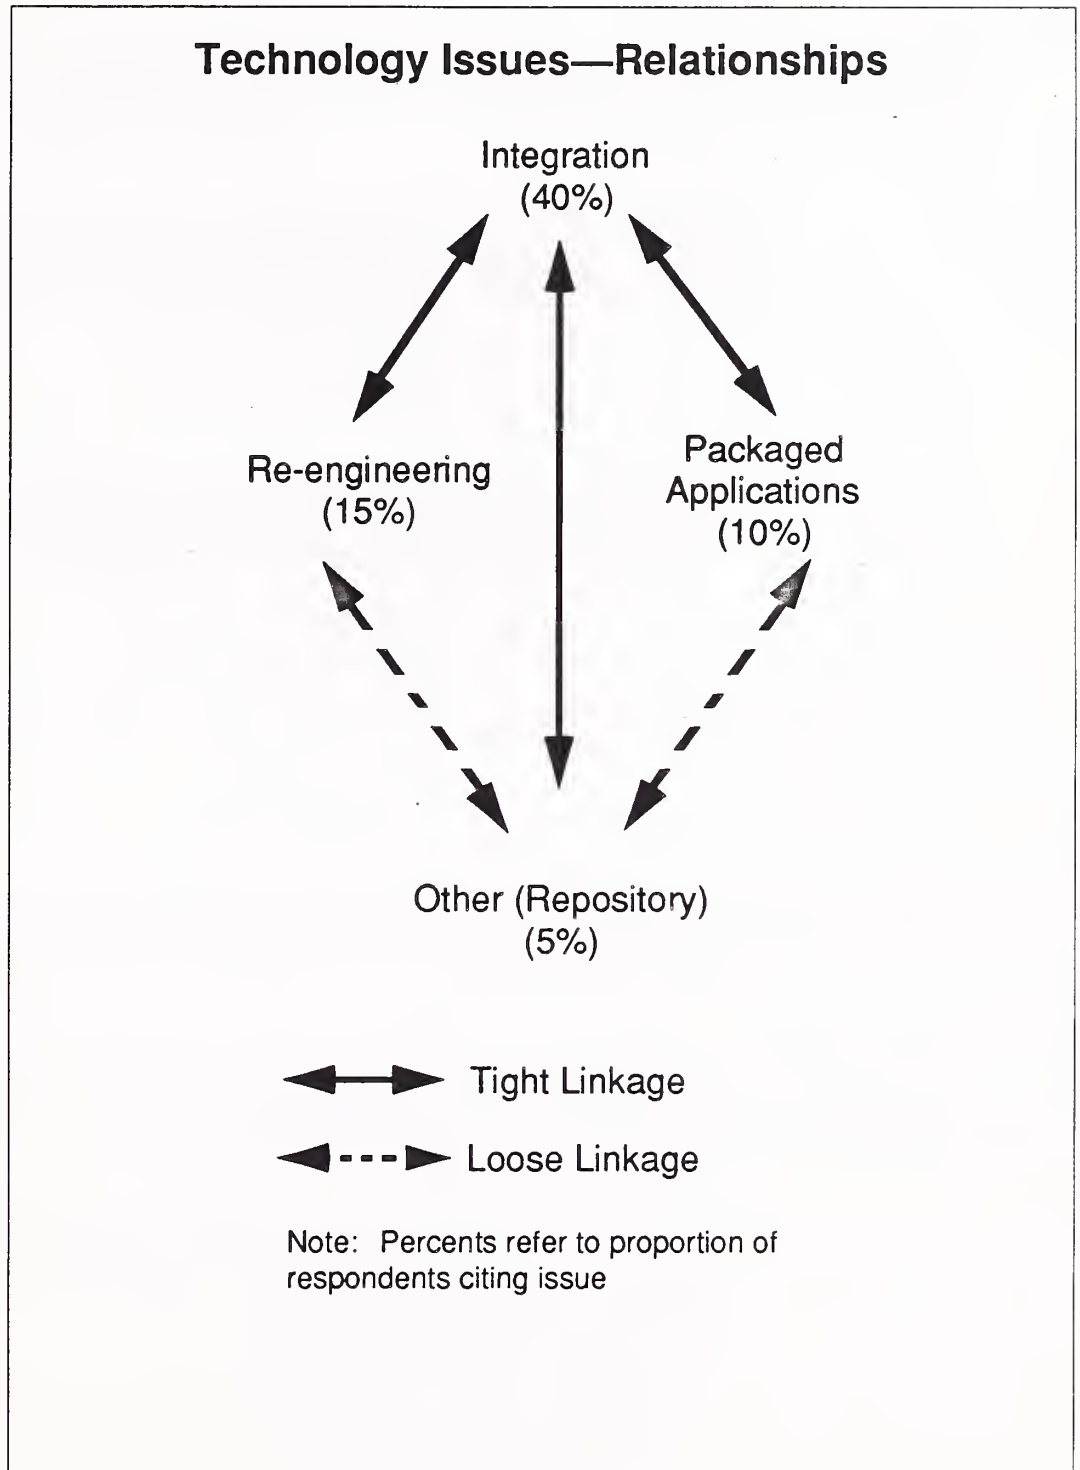 Technology Issues—Relationships
Integration
(40%)
Re-engineering
(15%)
Packaged
Applications
(10%)
Other (Repository)
(5%)
Tight Linkage
Loose Linkage
Note: Percents refer to proportion of
respondents citing issue